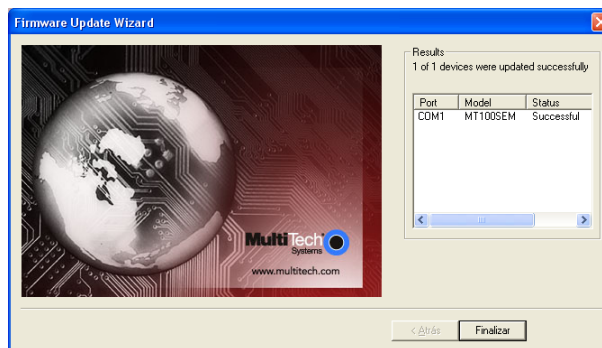 Firmware Update Wizard
Results
1 of 1 devices were updated successfully
Port Model Status
COM1 MT100SEM Successful
MultiTech
Systems
www.multitech.com
< Atrás Finalizar